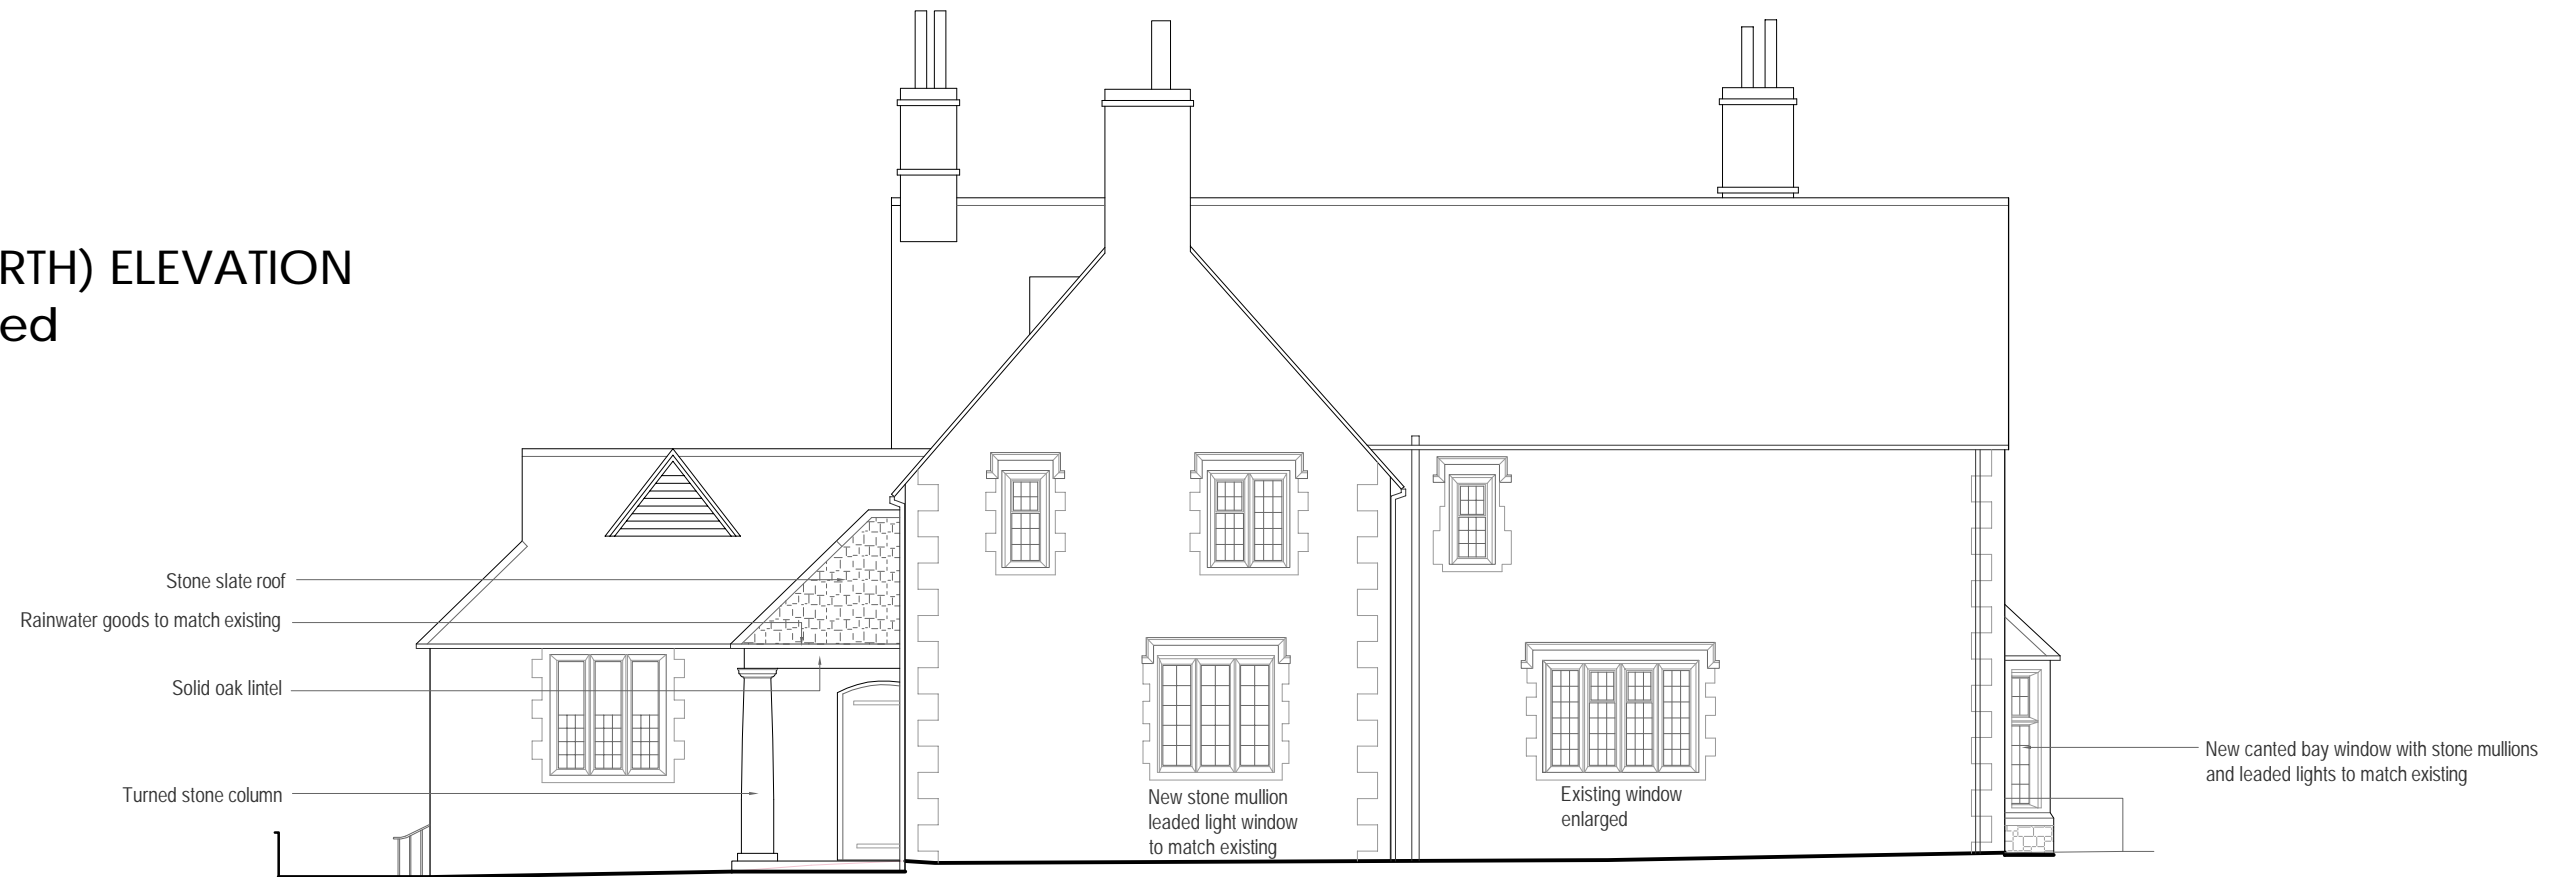 RTH) ELEVATION
ed
Stone slate roof
Rainwater goods to match existing
Solid oak lintel
Turned stone column
New stone mullion
leaded light window
to match existing
Existing window
enlarged
New canted bay window with stone mullions
and leaded lights to match existing